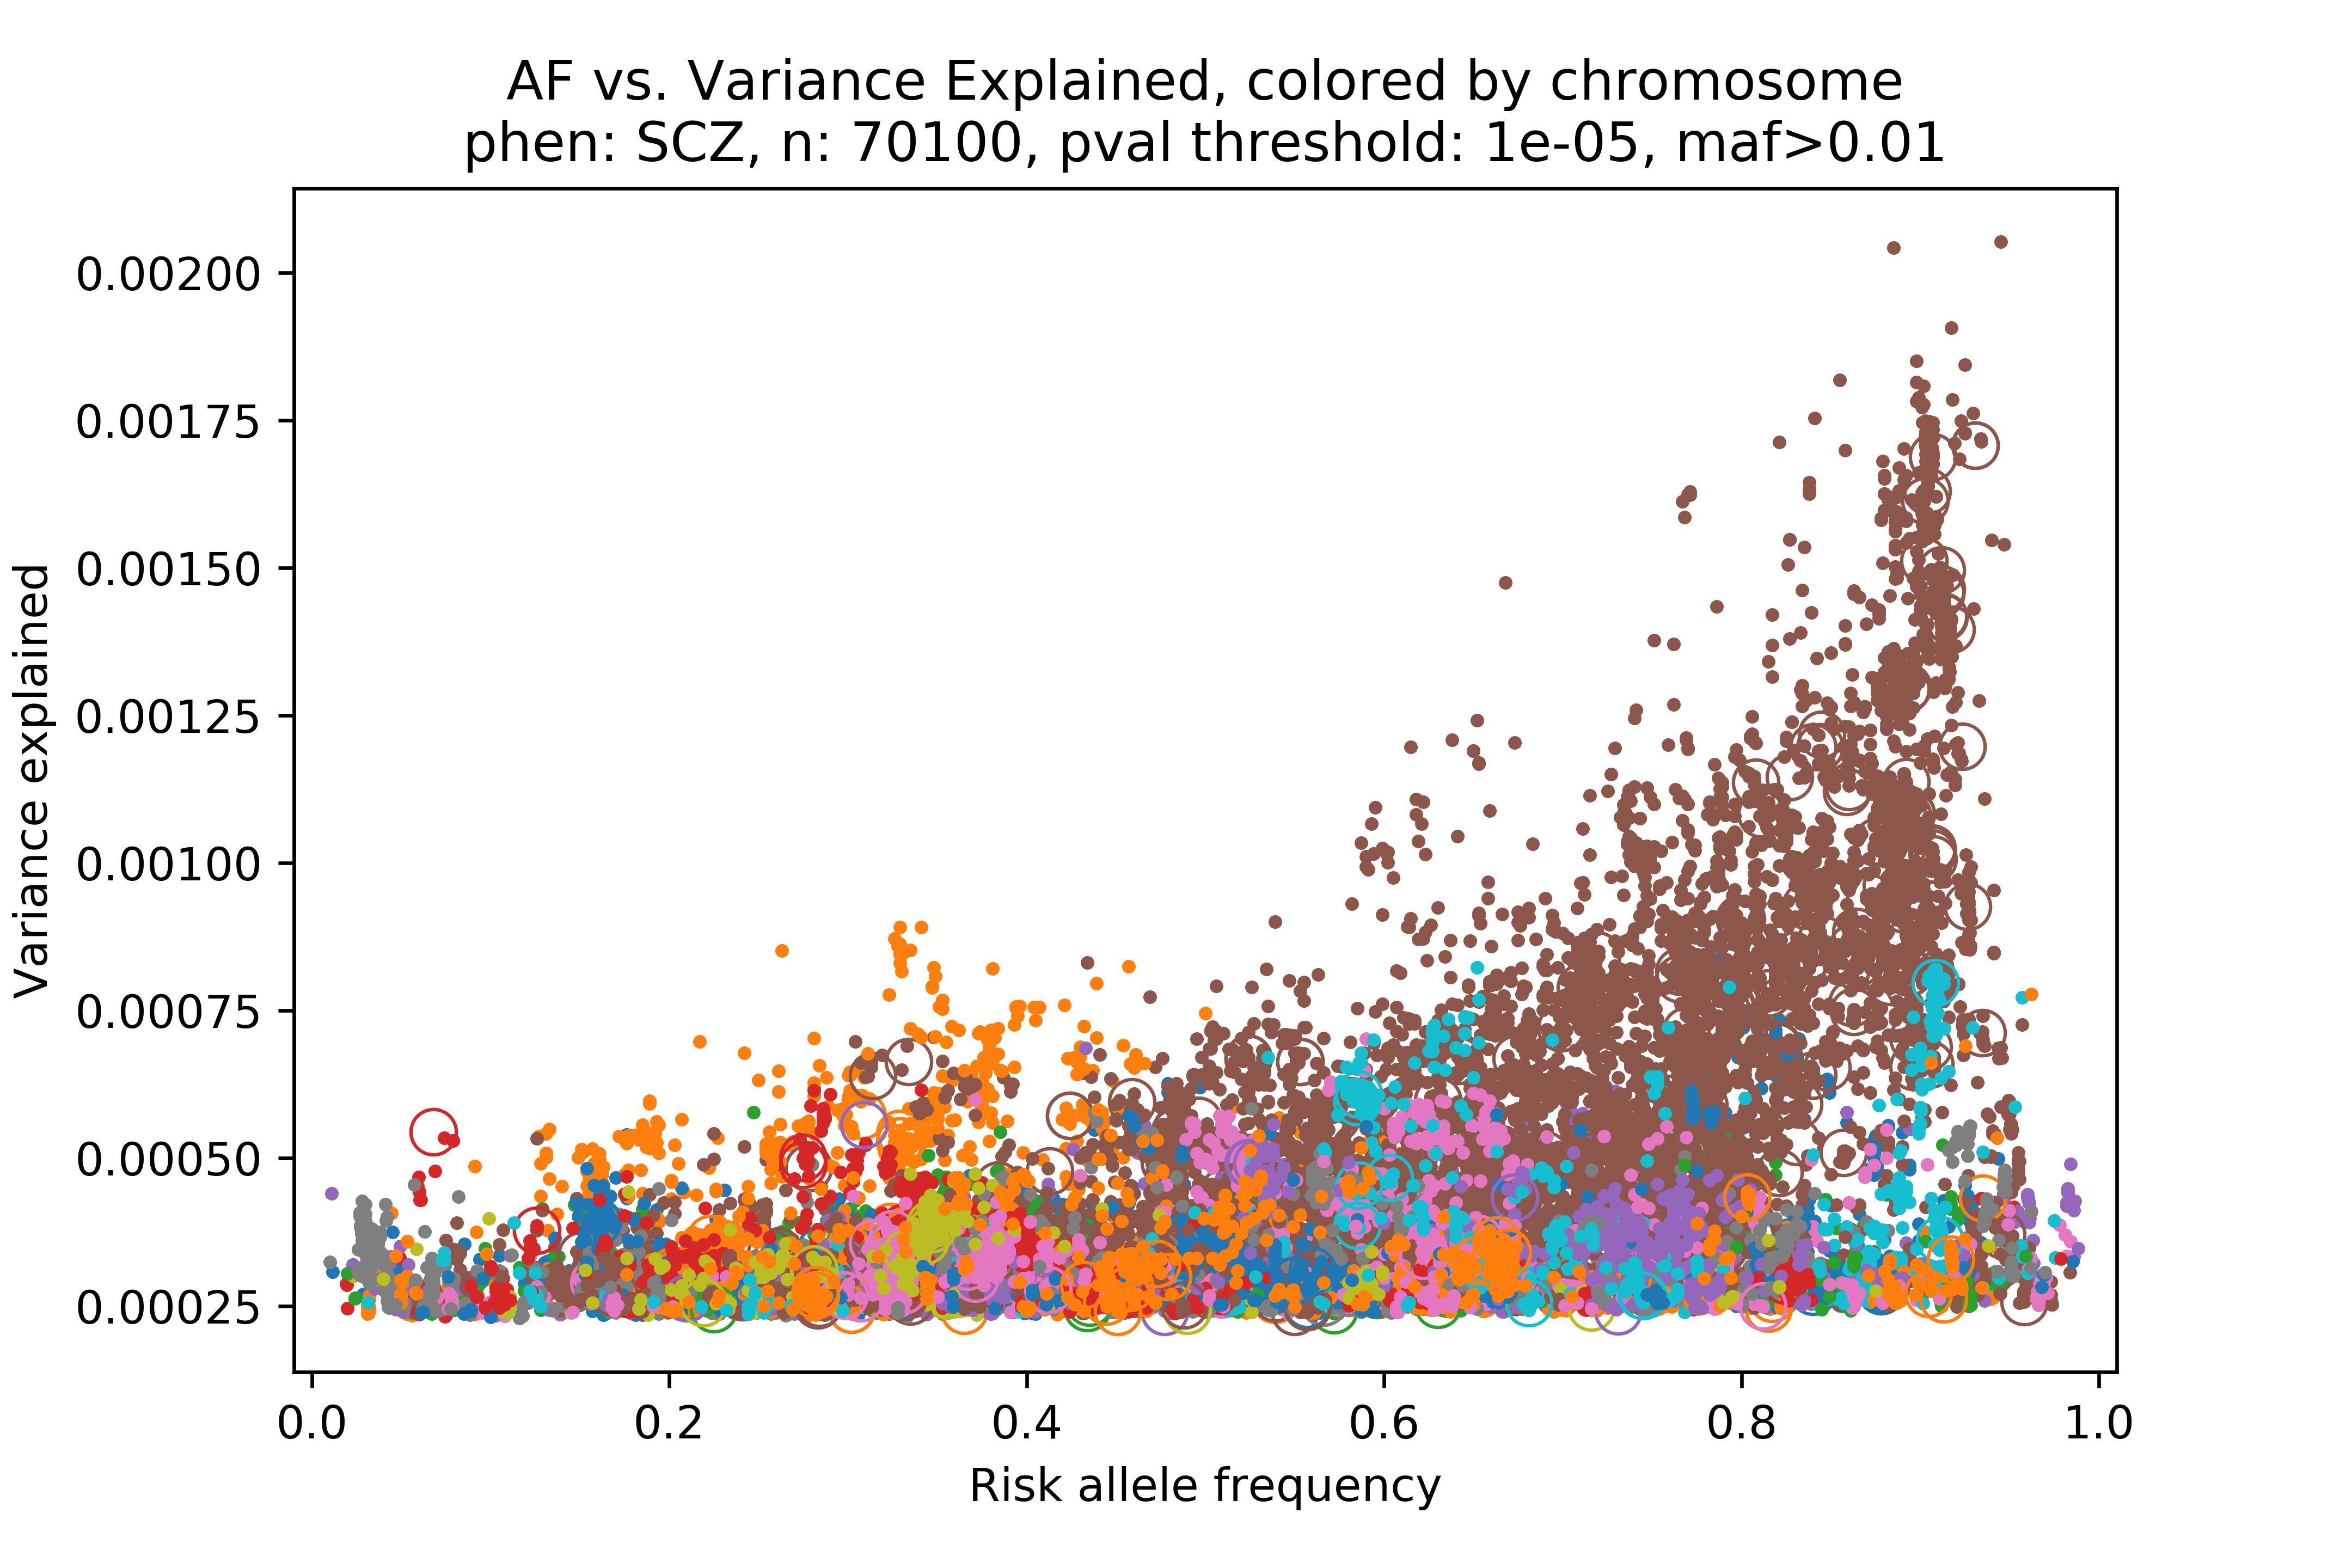 AF vs. Variance Explained, colored by chromosome
phen: SCZ, n: 70100, pval threshold: 1e-05, maf>0.01
Variance explained
0.00200
0.00175
0.00150
0.00125
0.00100
0.00075
0.00050
0.00025
0.0 0.2 0.4 0.6 0.8 1.0
Risk allele frequency